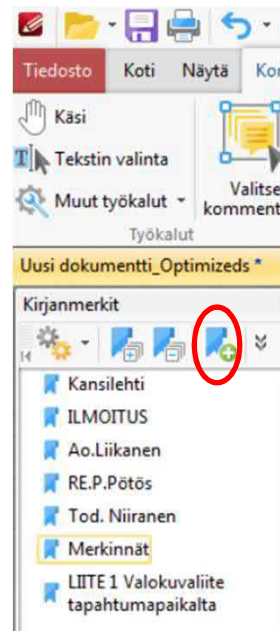 Tiedosto Koti Näytä Kor
Käsi
Tekstin valinta
Muut työkalut
Valitse
komment
Työkalut
Uusi dokumentti_Optimizeds *
Kirjanmerkit
Kansilehti
ILMOITUS
Ao.Liikanen
RE.P.Pötös
Tod. Niiranen
Merkinnät
LIITE 1 Valokuvaliite
tapahtumapaikalta